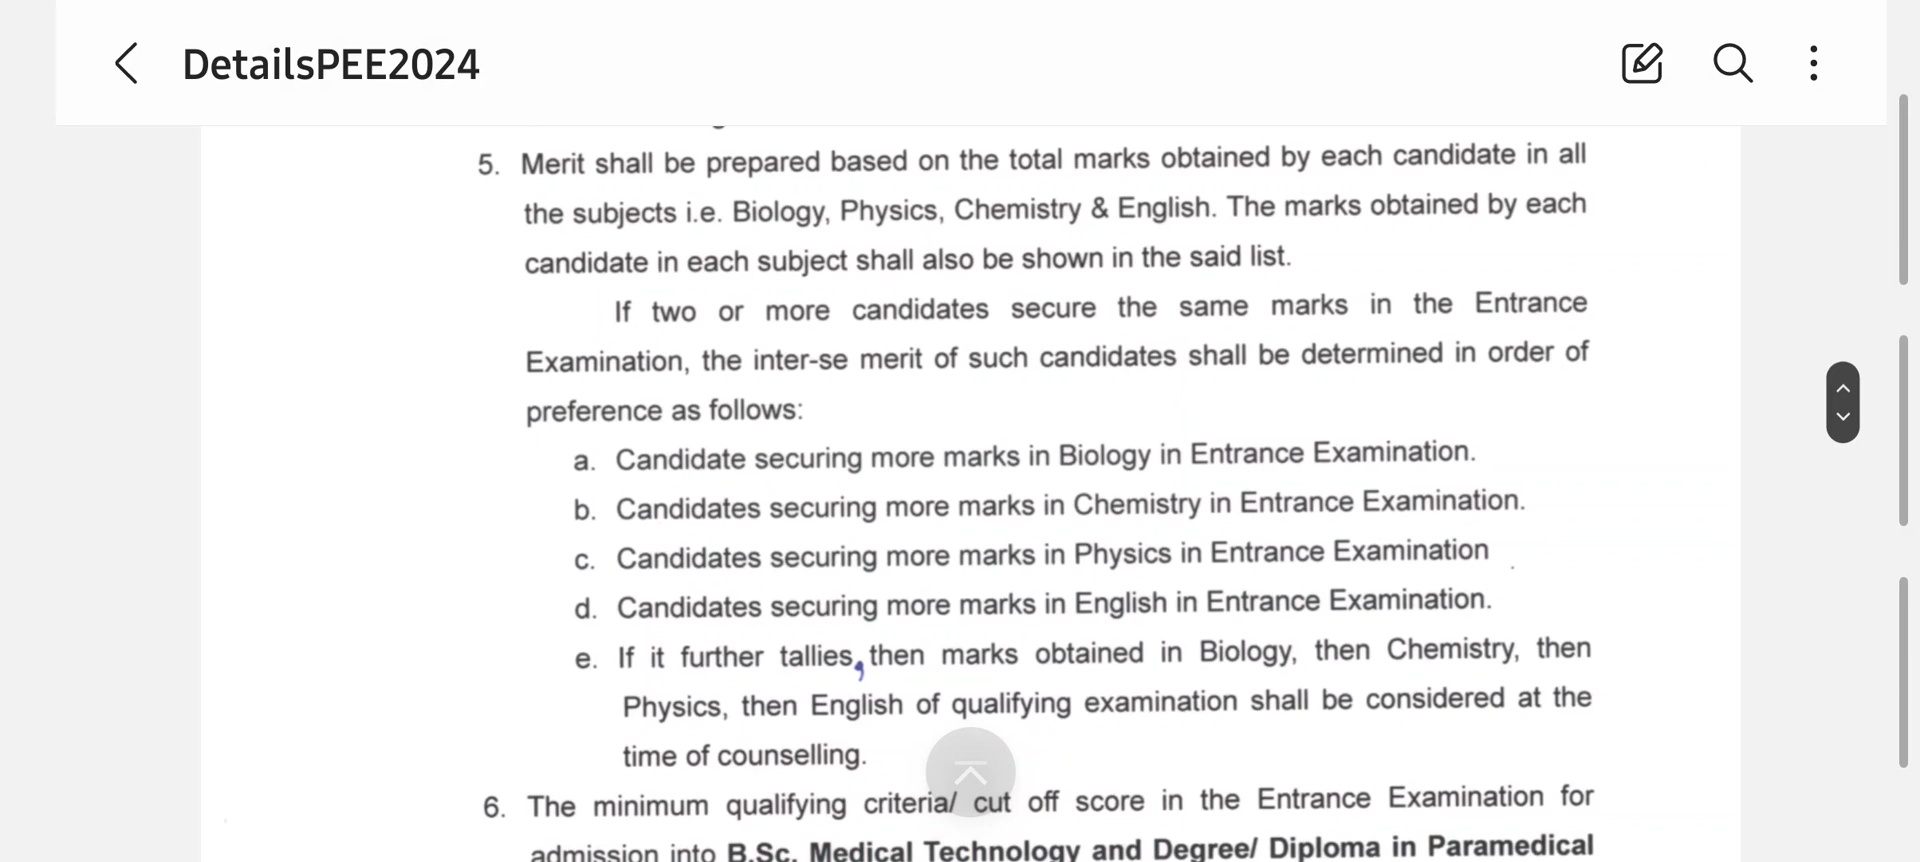 DetailsPEE2024
5. Merit shall be prepared based on the total marks obtained by each candidate in all
the subjects i.e. Biology, Physics, Chemistry & English. The marks obtained by each
candidate in each subject shall also be shown in the said list.
If two or more candidates secure the same marks in the Entrance
Examination, the inter-se merit of such candidates shall be determined in order of
preference as follows:
a. Candidate securing more marks in Biology in Entrance Examination.
b. Candidates securing more marks in Chemistry in Entrance Examination.
c. Candidates securing more marks in Physics in Entrance Examination
d. Candidates securing more marks in English in Entrance Examination.
e. If it further tallies, then marks obtained in Biology, then Chemistry, then
Physics, then English of qualifying examination shall be considered at the
time of counselling.
6. The minimum qualifying criteria/ cut off score in the Entrance Examination for
admission into B.Sc. Medical Technology and Degree/ Diploma in Paramedical